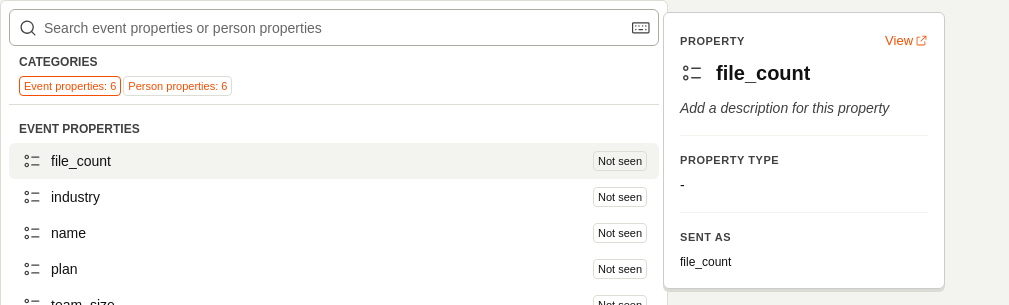 Search event properties or person properties
CATEGORIES
Event properties: 6 Person properties: 6
EVENT PROPERTIES
file_count Not seen
industry Not seen
name Not seen
plan Not seen
team_size Not seen
PROPERTY View
file_count
Add a description for this property
PROPERTY TYPE
-
SENT AS
file_count